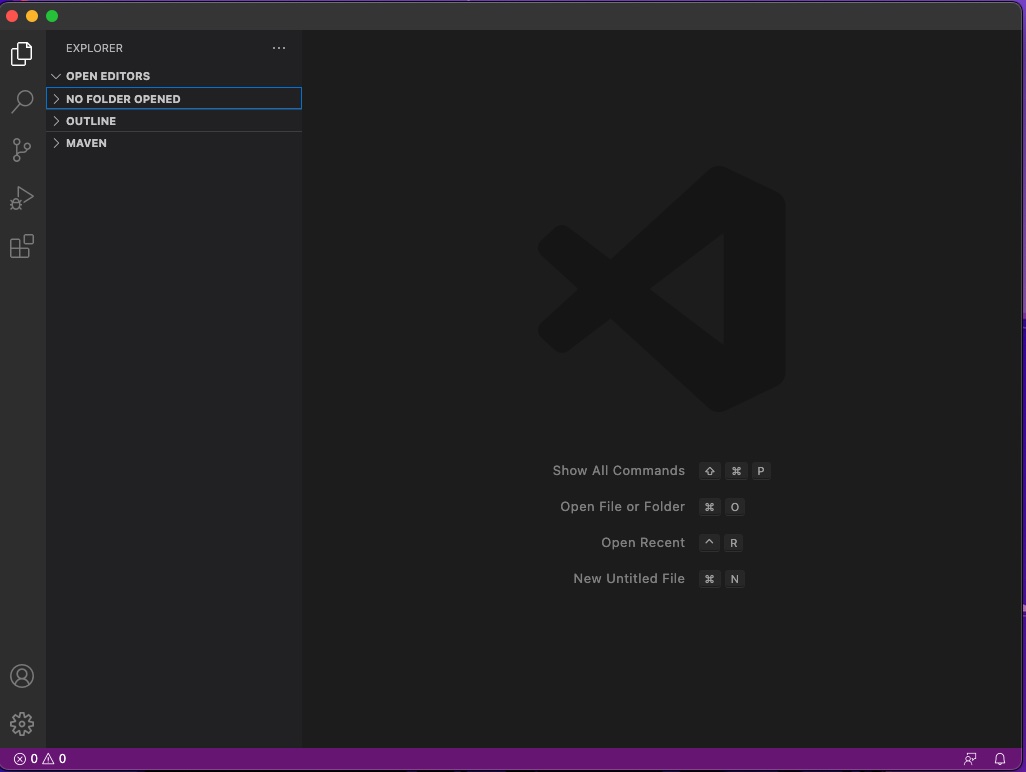 EXPLORER
OPEN EDITORS
NO FOLDER OPENED
OUTLINE
MAVEN
Show All Commands ⇧ ⌘ P
Open File or Folder ⌘ O
Open Recent ^ R
New Untitled File ⌘ N
0 0